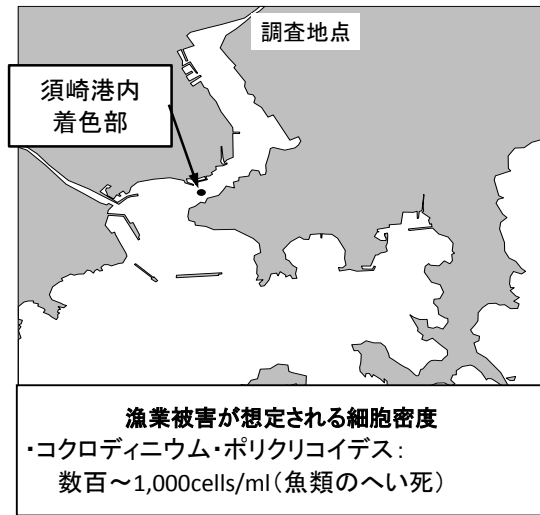 調査地点
須崎港内
着色部
漁業被害が想定される細胞密度
・コクロディニウム・ポリクリコイデス：
数百～1,000cells/ml（魚類のへい死）